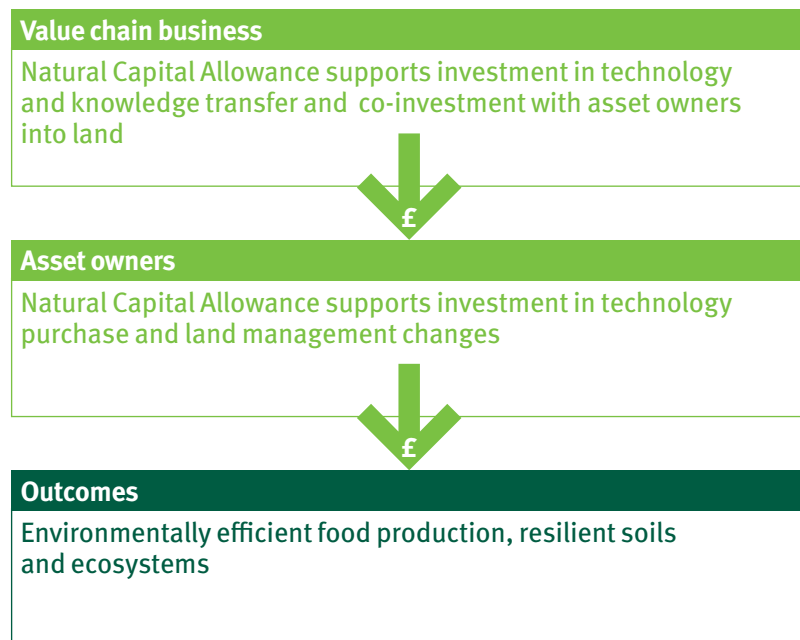 Value chain business
Natural Capital Allowance supports investment in technology
and knowledge transfer and  co-investment with asset owners
into land
£
Asset owners
Natural Capital Allowance supports investment in technology
purchase and land management changes
£
Outcomes
Environmentally efficient food production, resilient soils
and ecosystems